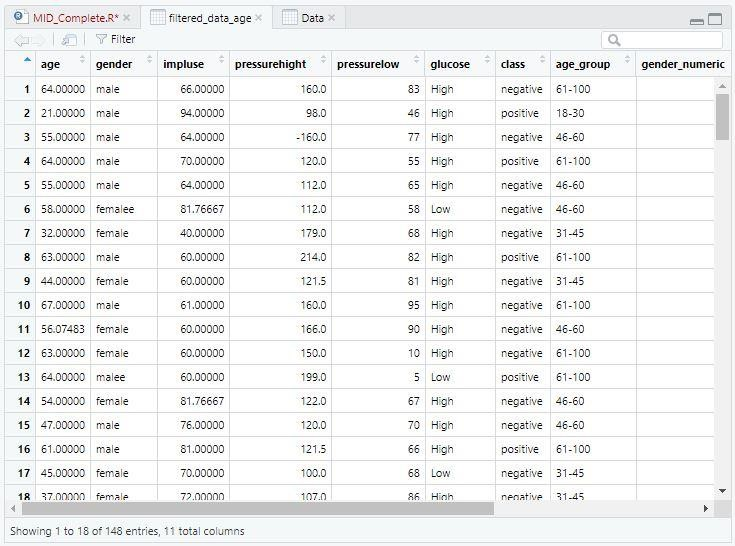 MID_Complete.R* × filtered_data_age × Data ×
Filter
age gender impluse pressurehight pressurelow glucose class age_group gender_numeric
1 64.00000 male 66.00000 160.0 83 High negative 61-100
2 21.00000 male 94.00000 98.0 46 High positive 18-30
3 55.00000 male 64.00000 -160.0 77 High negative 46-60
4 64.00000 male 70.00000 120.0 55 High positive 61-100
5 55.00000 male 64.00000 112.0 65 High negative 46-60
6 58.00000 femalee 81.76667 112.0 58 Low negative 46-60
7 32.00000 female 40.00000 179.0 68 High negative 31-45
8 63.00000 male 60.00000 214.0 82 High positive 61-100
9 44.00000 female 60.00000 121.5 81 High negative 31-45
10 67.00000 male 61.00000 160.0 95 High negative 61-100
11 56.07483 female 60.00000 166.0 90 High negative 46-60
12 63.00000 female 60.00000 150.0 10 High negative 61-100
13 64.00000 malee 60.00000 199.0 5 Low positive 61-100
14 54.00000 female 81.76667 122.0 67 High negative 46-60
15 47.00000 male 76.00000 120.0 70 High negative 46-60
16 61.00000 male 81.00000 121.5 66 High positive 61-100
17 45.00000 female 70.00000 100.0 68 Low negative 31-45
18 37.00000 female 72.00000 107.0 86 High negative 31-45
Showing 1 to 18 of 148 entries, 11 total columns